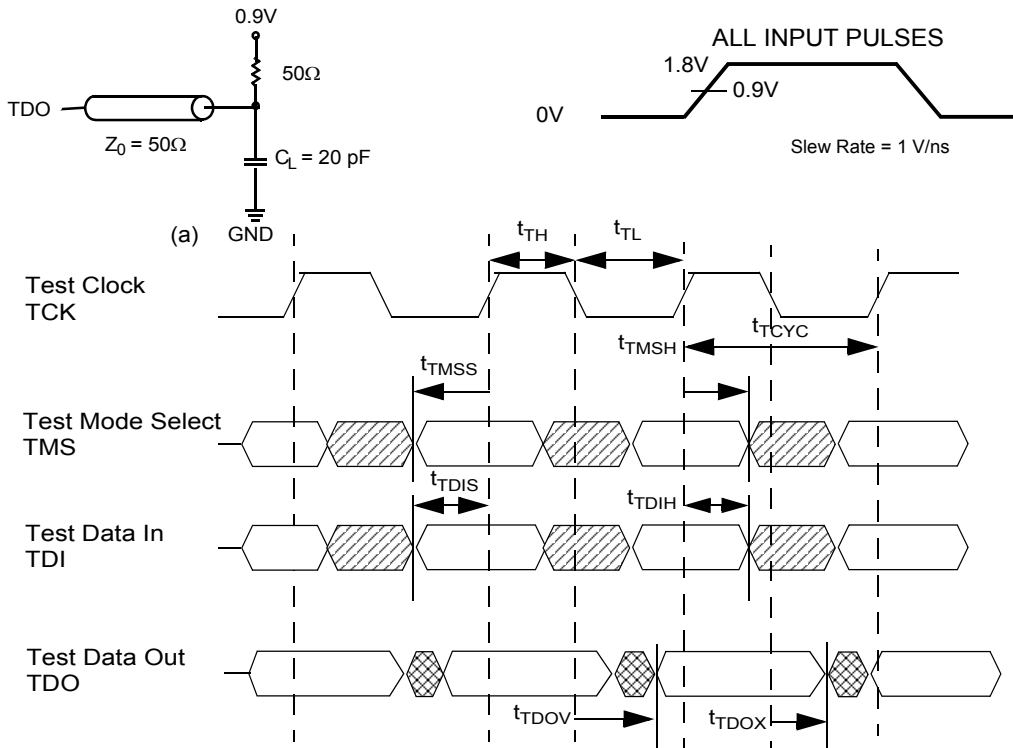 0.9V
50Ω
TDO
Z0 = 50Ω
CL = 20 pF
(a)
GND
ALL INPUT PULSES
1.8V
0.9V
0V
Slew Rate = 1 V/ns
tTH
tTL
Test Clock
TCK
tTCYC
tTMSH
tTMSS
Test Mode Select
TMS
tTDIS
tTDIH
Test Data In
TDI
Test Data Out
TDO
tTDOV
tTDOX